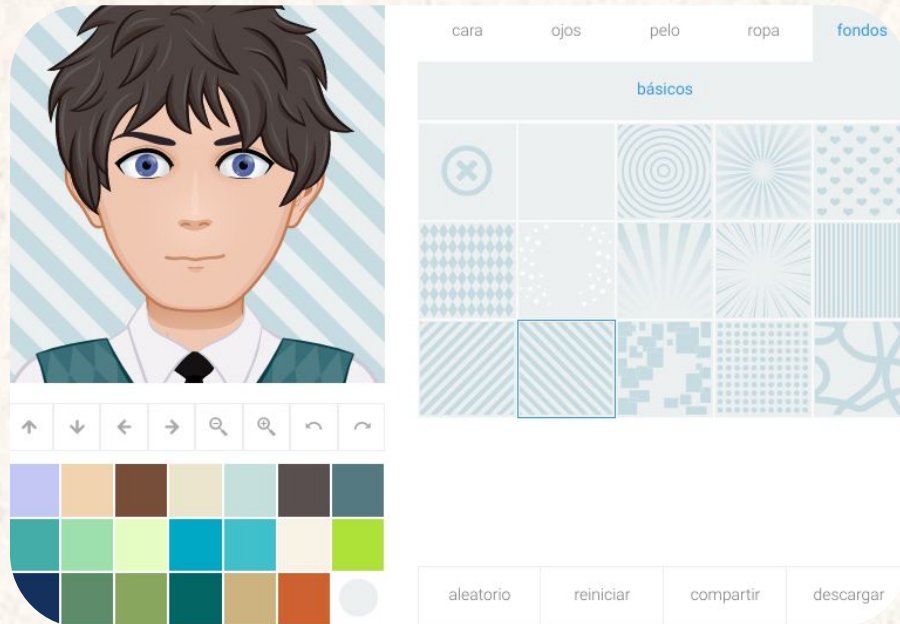 cara ojos pelo ropa fondos
básicos
aleatorio reiniciar compartir descargar